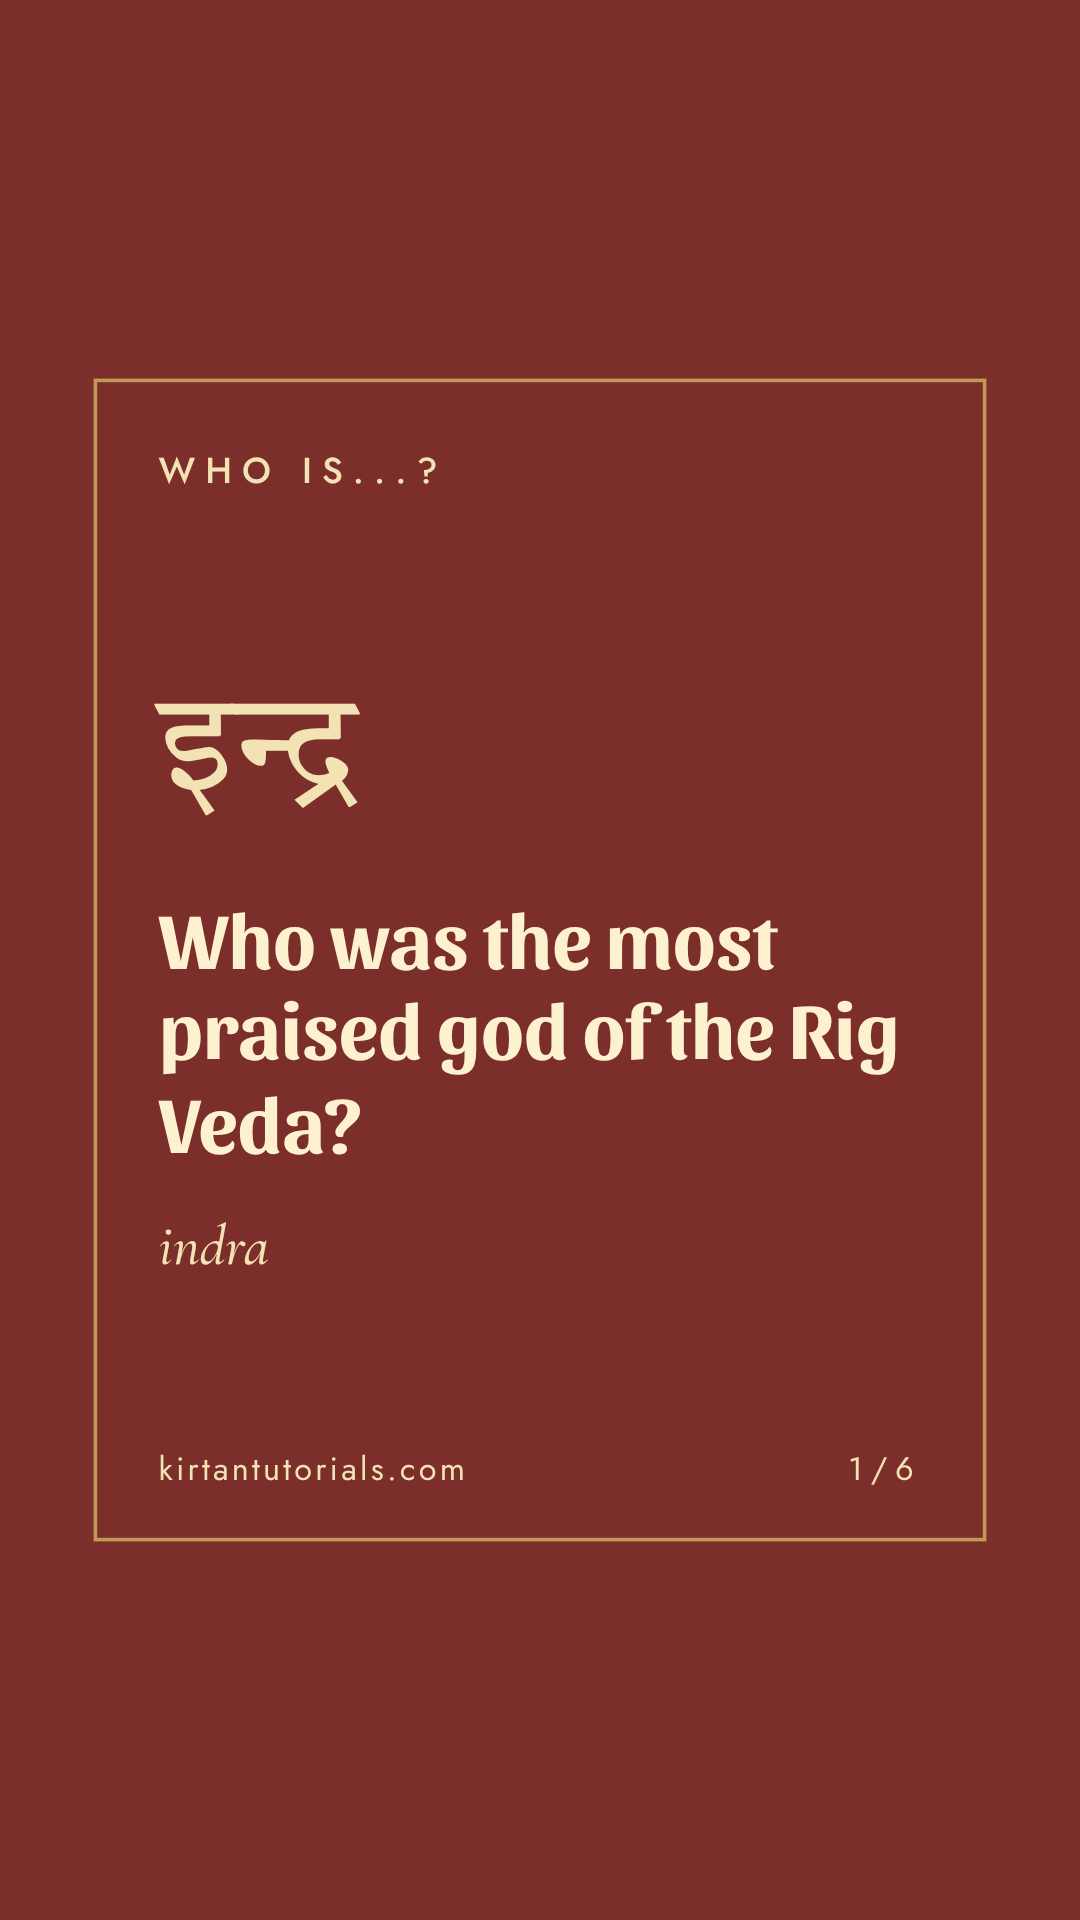 WHO IS...?
इन्द्र
Who was the most
praised god of the Rig
Veda?
indra
kirtantutorials.com
1/6